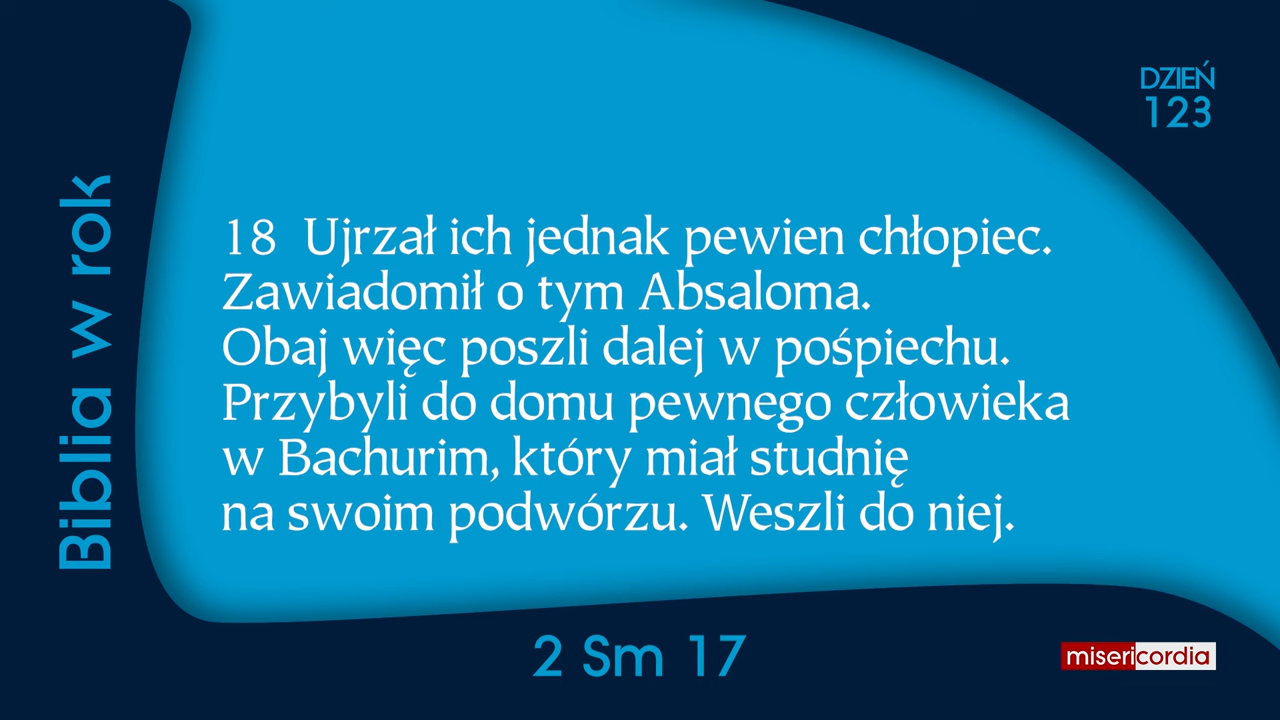 DZIEŃ
123
Biblia w rok
18 Ujrzał ich jednak pewien chłopiec.
Zawiadomił o tym Absaloma.
Obaj więc poszli dalej w pośpiechu.
Przybyli do domu pewnego człowieka
w Bachurim, który miał studnię
na swoim podwórzu. Weszli do niej.
2 Sm 17
misericordia